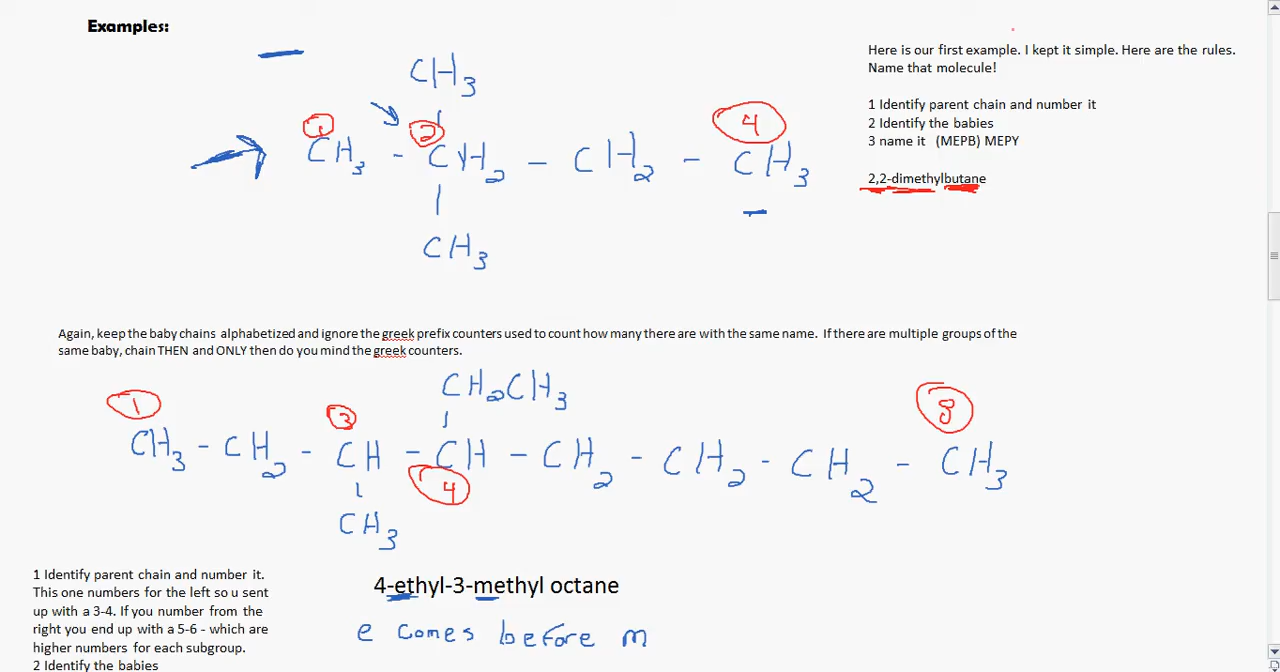 Examples:
Here is our first example. I kept it simple. Here are the rules.
Name that molecule!
1 Identify parent chain and number it
2 Identify the babies
3 name it (MEPB) MEPY
2,2-dimethylbutane
CH3
1 2 4
CH3 - CH2 - CH2 - CH3
CH3
Again, keep the baby chains alphabetized and ignore the greek prefix counters used to count how many there are with the same name. If there are multiple groups of the
same baby, chain THEN and ONLY then do you mind the greek counters.
CH2CH3
1 3 8
CH3 - CH2 - CH - CH - CH2 - CH2 - CH2 - CH3
4
CH3
1 Identify parent chain and number it.
This one numbers for the left so u sent
up with a 3-4. If you number from the
right you end up with a 5-6 - which are
higher numbers for each subgroup.
2 Identify the babies
4-ethyl-3-methyl octane
e comes before m